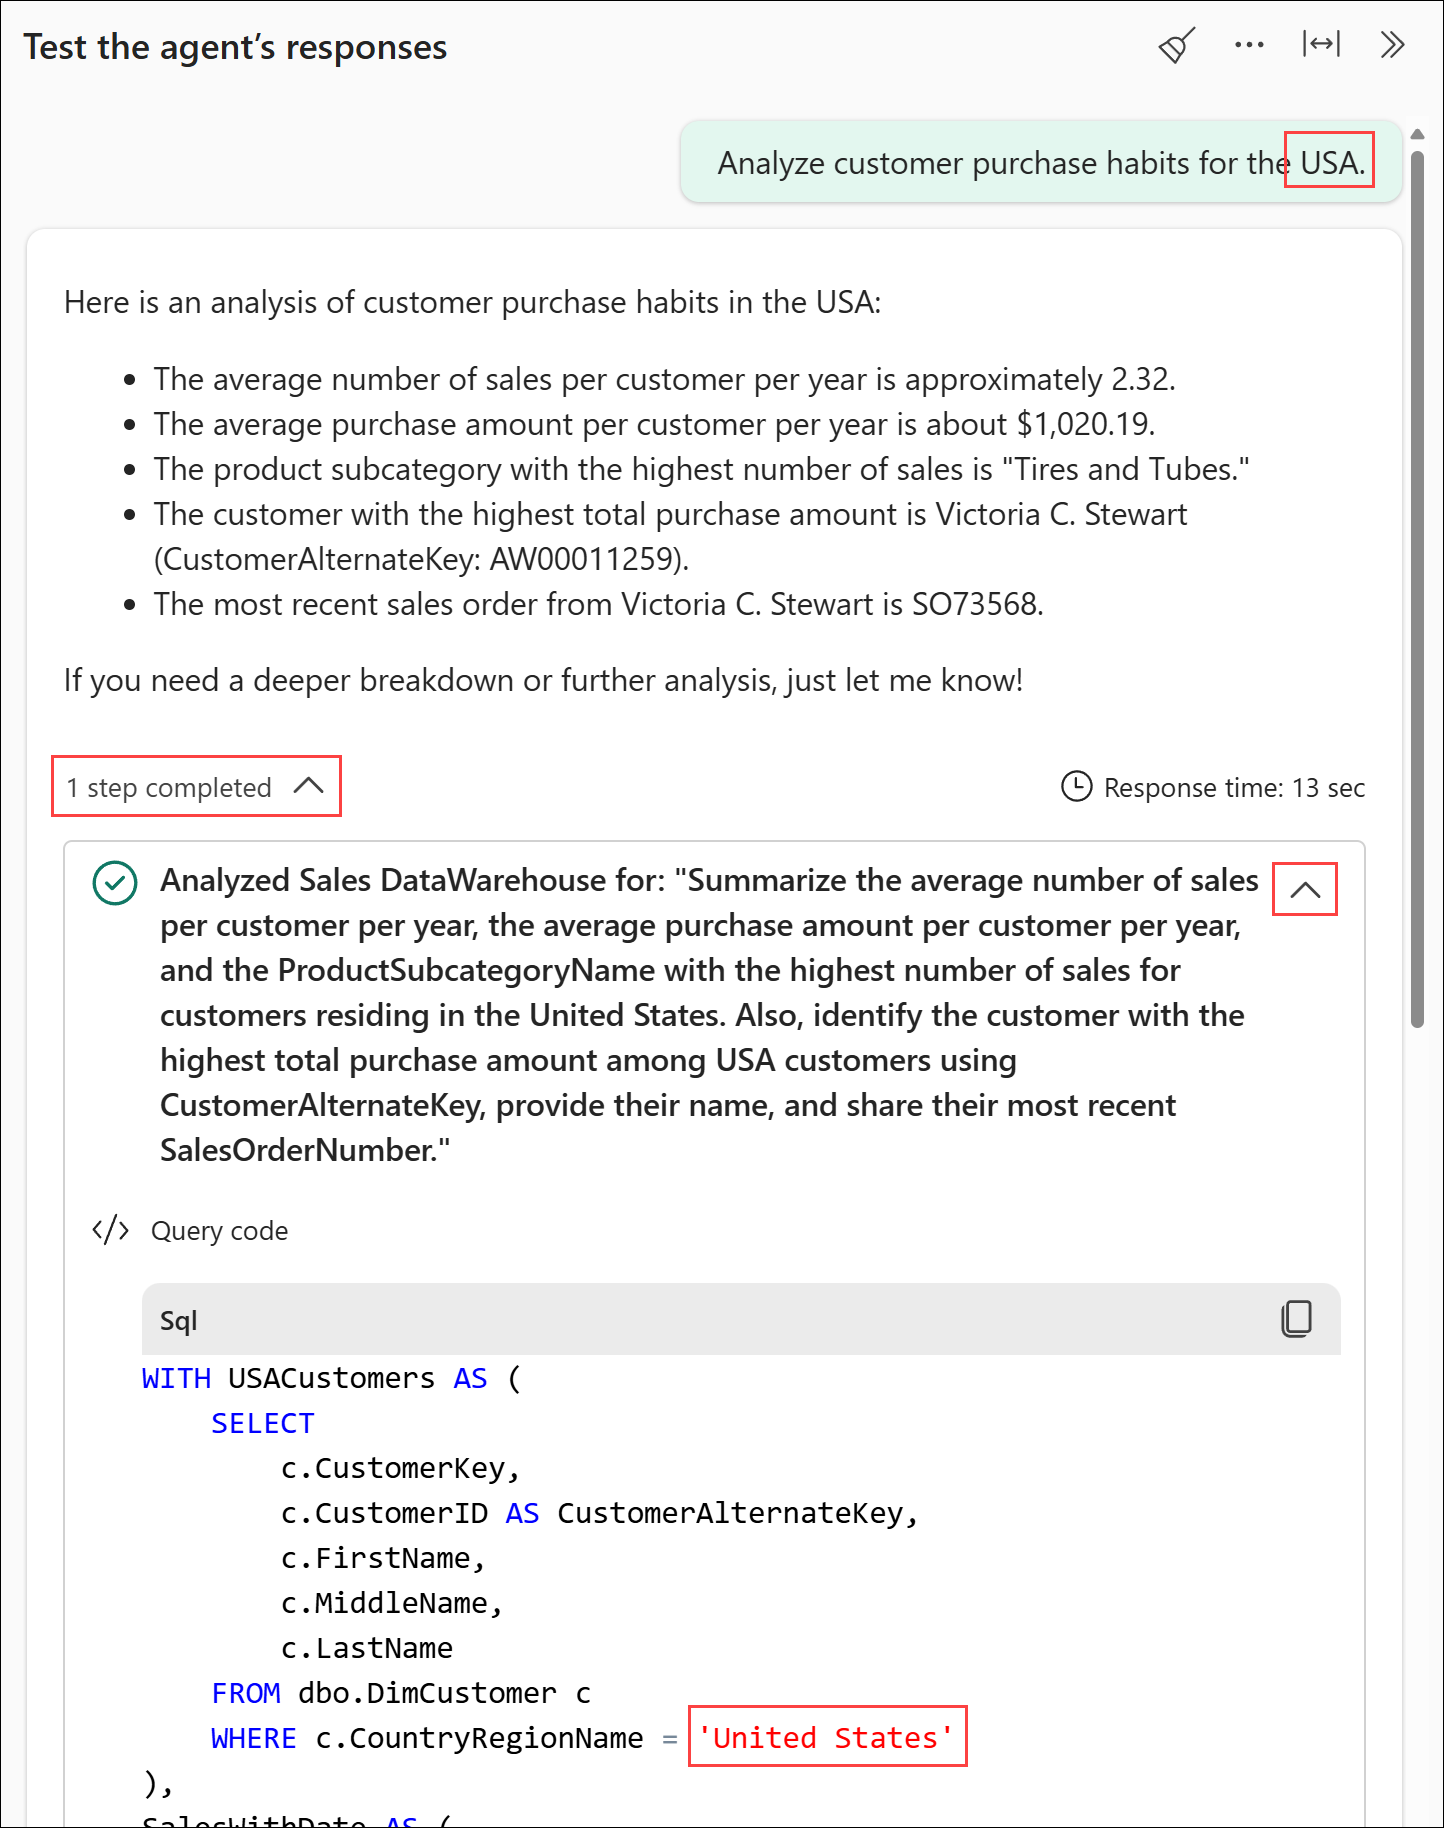 Test the agent’s responses
Analyze customer purchase habits for the USA.
Here is an analysis of customer purchase habits in the USA:
• The average number of sales per customer per year is approximately 2.32.
• The average purchase amount per customer per year is about $1,020.19.
• The product subcategory with the highest number of sales is "Tires and Tubes."
• The customer with the highest total purchase amount is Victoria C. Stewart
(CustomerAlternateKey: AW00011259).
• The most recent sales order from Victoria C. Stewart is SO73568.
If you need a deeper breakdown or further analysis, just let me know!
1 step completed
Response time: 13 sec
Analyzed Sales DataWarehouse for: "Summarize the average number of sales
per customer per year, the average purchase amount per customer per year,
and the ProductSubcategoryName with the highest number of sales for
customers residing in the United States. Also, identify the customer with the
highest total purchase amount among USA customers using
CustomerAlternateKey, provide their name, and share their most recent
SalesOrderNumber."
</> Query code
Sql
WITH USACustomers AS (
SELECT
c.CustomerKey,
c.CustomerID AS CustomerAlternateKey,
c.FirstName,
c.MiddleName,
c.LastName
FROM dbo.DimCustomer c
WHERE c.CountryRegionName = 'United States'
),
SalesWithDate AS (